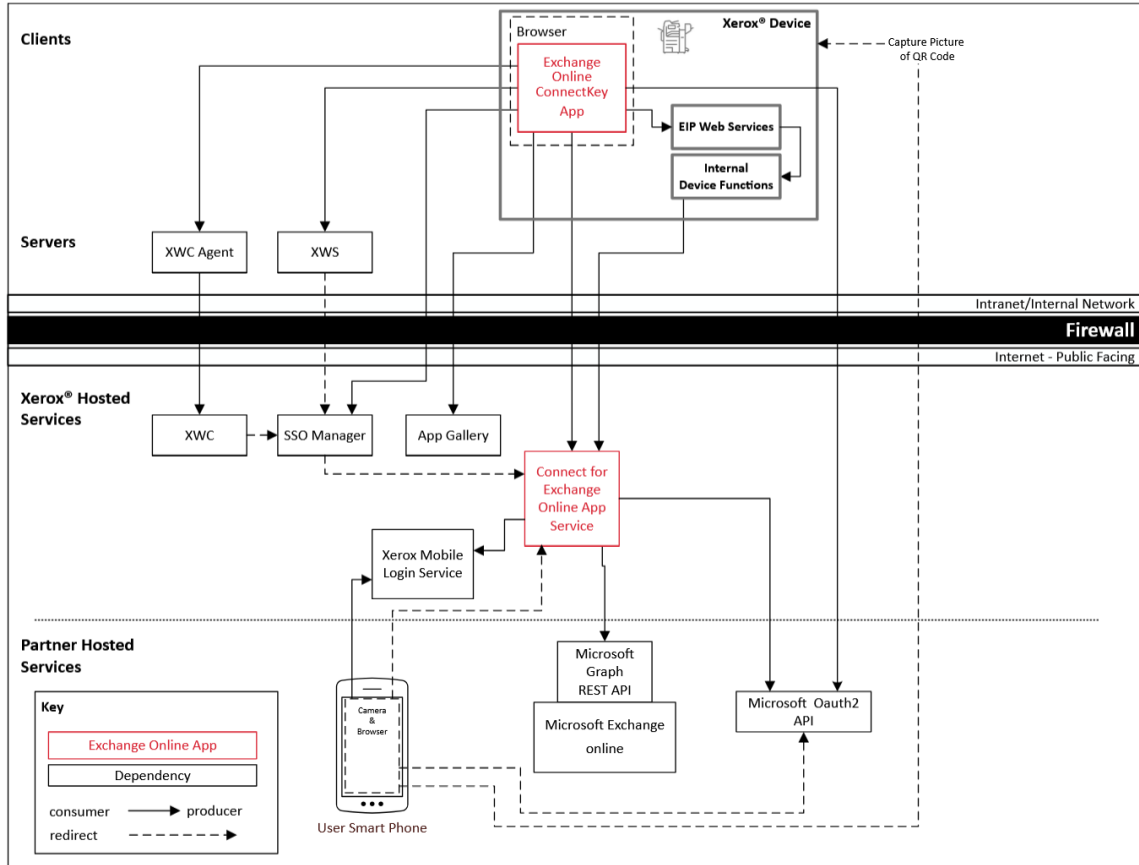 Clients
Xerox® Device
Browser
Exchange
Online
ConnectKey
App
Capture Picture
of QR Code
EIP Web Services
Internal
Device Functions
Servers
XWC Agent
XWS
Intranet/Internal Network
Firewall
Internet - Public Facing
Xerox® Hosted
Services
XWC
SSO Manager
App Gallery
Connect for
Exchange
Online App
Service
Xerox Mobile
Login Service
Partner Hosted
Services
Microsoft
Graph
REST API
Microsoft Exchange
online
Microsoft Oauth2
API
Camera
&
Browser
User Smart Phone
Key
Exchange Online App
Dependency
consumer producer
redirect